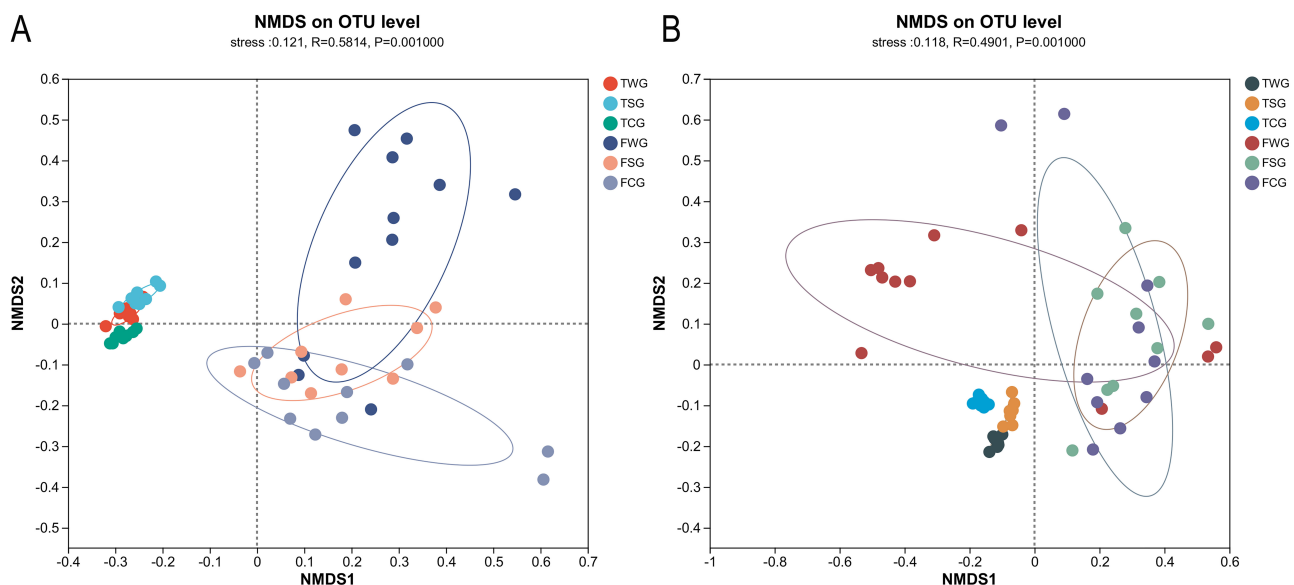 A
NMDS on OTU level
stress :0.121, R=0.5814, P=0.001000
0.6
0.5
0.4
0.3
0.2
0.1
0
-0.1
-0.2
-0.3
-0.4
-0.5
NMDS2
-0.4
-0.3
-0.2
-0.1
0
0.1
0.2
0.3
0.4
0.5
0.6
0.7
NMDS1
TWG
TSG
TCG
FWG
FSG
FCG
B
NMDS on OTU level
stress :0.118, R=0.4901, P=0.001000
0.7
0.6
0.5
0.4
0.3
0.2
0.1
0
-0.1
-0.2
-0.3
-0.4
NMDS2
-1
-0.8
-0.6
-0.4
-0.2
0
0.2
0.4
0.6
NMDS1
TWG
TSG
TCG
FWG
FSG
FCG